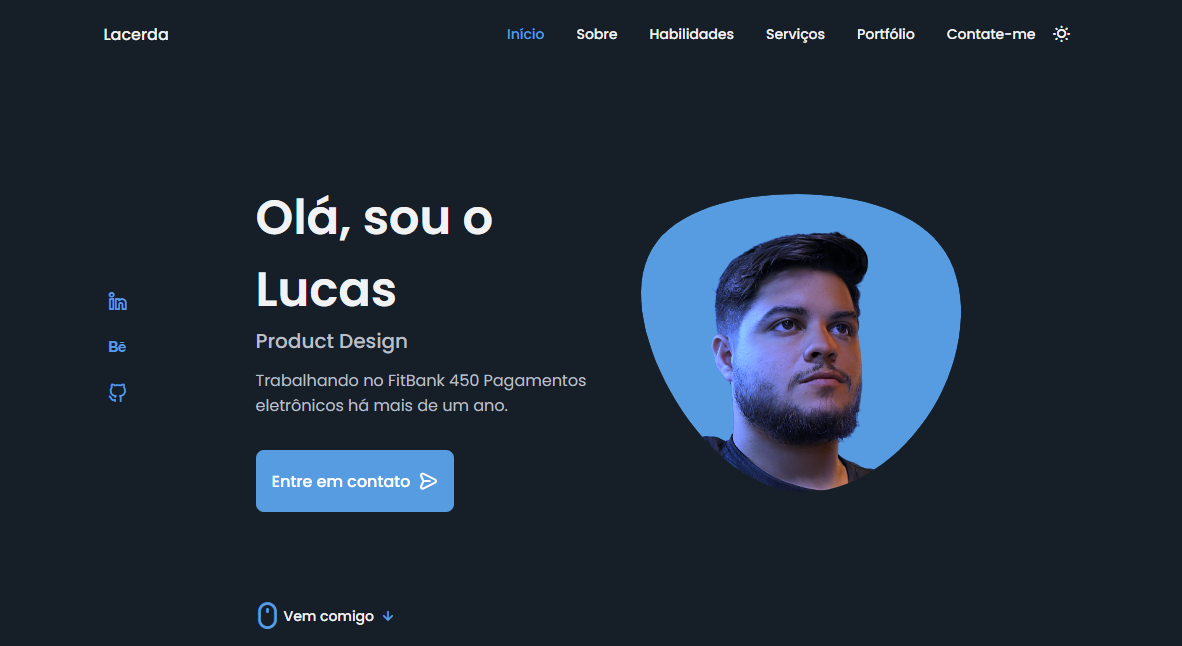 Lacerda
Início Sobre Habilidades Serviços Portfólio Contate-me
Olá, sou o
Lucas
Product Design
Bē
Trabalhando no FitBank 450 Pagamentos
eletrônicos há mais de um ano.
Entre em contato
Vem comigo